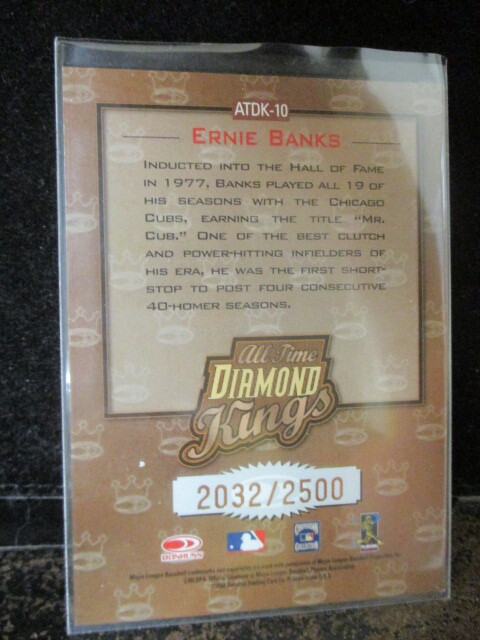 ATDK-10
ERNIE BANKS
INDUCTED INTO THE HALL OF FAME
IN 1977, BANKS PLAYED ALL 19 OF
HIS SEASONS WITH THE CHICAGO
CUBS, EARNING THE TITLE "MR.
CUB." ONE OF THE BEST CLUTCH
AND POWER-HITTING INFIELDERS OF
HIS ERA, HE WAS THE FIRST SHORT-
STOP TO POST FOUR CONSECUTIVE
40-HOMER SEASONS.
All Time
DIAMOND
Kings
2032/2500
DONRUSS